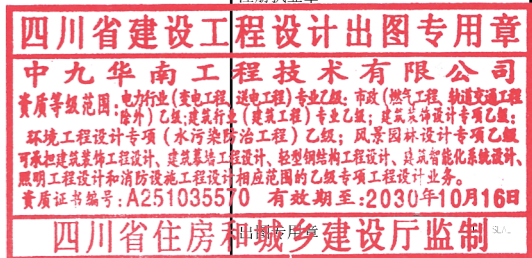 四川省建设工程设计出图专用章
中九华南工程技术有限公司
资质等级范围:电力行业(变电工程、送电工程)专业乙级;市政(燃气工程、轨道交通工程
除外)乙级;建筑行业(建筑工程)专业乙级;建筑装饰设计专项乙级;
环境工程设计专项(水污染防治工程)乙级;风景园林设计专项乙级
可承担建筑装饰工程设计、建筑幕墙工程设计、轻型钢结构工程设计、建筑智能化系统设计、
照明工程设计和消防设施工程设计相应范围的乙级专项工程设计业务。
资质证书编号:A251035570 有效期至:2030年10月16日
四川省住房和城乡建设厅监制
出图专用章